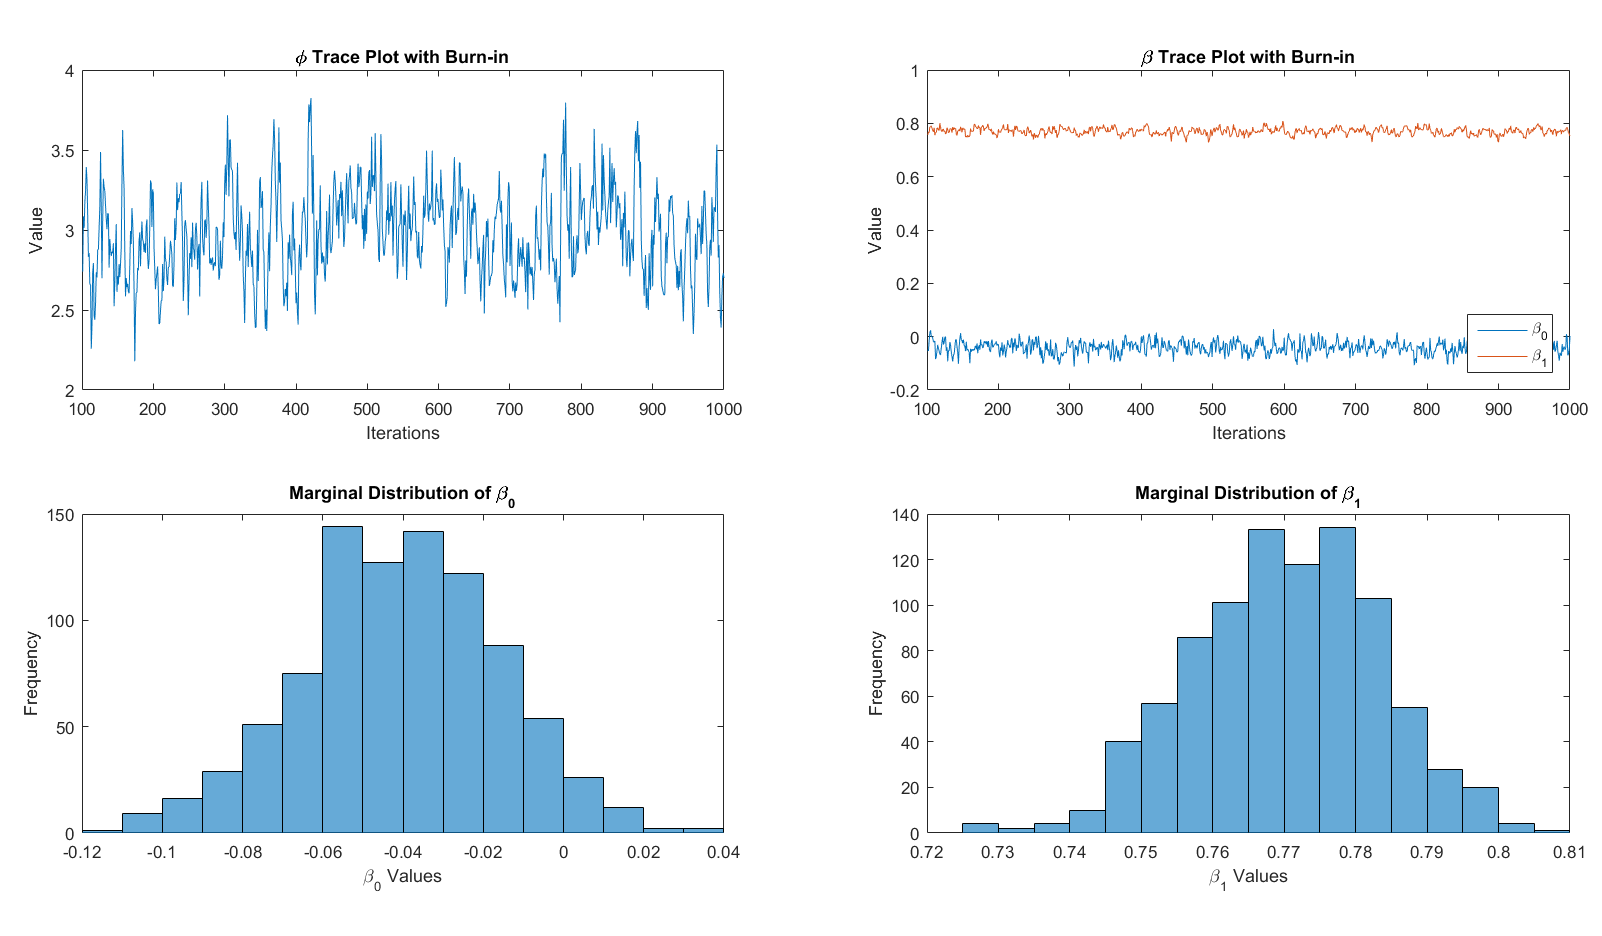 ϕ Trace Plot with Burn-in
4
3.5
3
2.5
2
Value
100 200 300 400 500 600 700 800 900 1000
Iterations
β Trace Plot with Burn-in
1
0.8
0.6
0.4
0.2
0
-0.2
Value
β0
β1
100 200 300 400 500 600 700 800 900 1000
Iterations
Marginal Distribution of β0
150
100
50
0
Frequency
-0.12 -0.1 -0.08 -0.06 -0.04 -0.02 0 0.02 0.04
β0 Values
Marginal Distribution of β1
140
120
100
80
60
40
20
0
Frequency
0.72 0.73 0.74 0.75 0.76 0.77 0.78 0.79 0.8 0.81
β1 Values